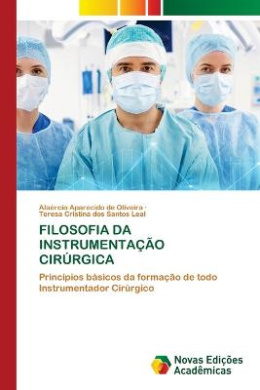 Alaércio Aparecido de Oliveira ·
Teresa Cristina dos Santos Leal
FILOSOFIA DA
INSTRUMENTAÇÃO
CIRÚRGICA
Princípios básicos da formação de todo
Instrumentador Cirúrgico
Novas Edições
Acadêmicas